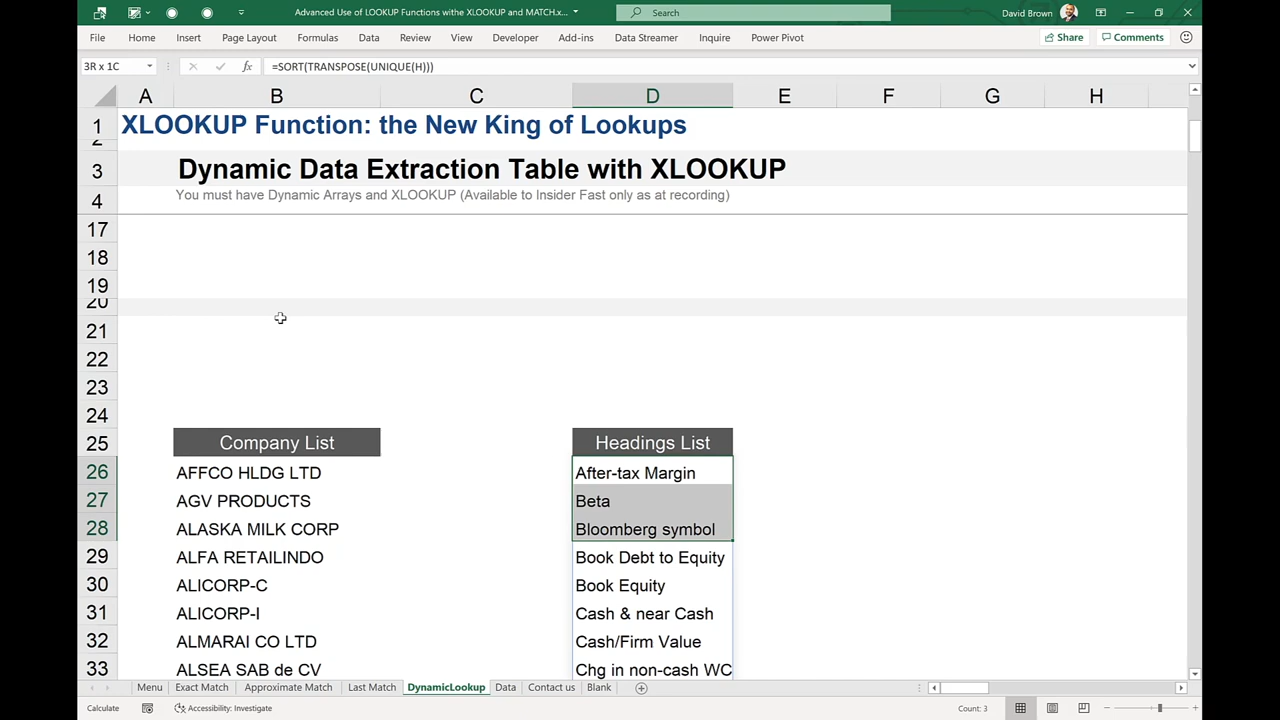 Advanced Use of LOOKUP Functions withe XLOOKUP and MATCH.x...
Search
David Brown
File Home Insert Page Layout Formulas Data Review View Developer Add-ins Data Streamer Inquire Power Pivot Share Comments
3R x 1C fx =SORT(TRANSPOSE(UNIQUE(H)))
A B C D E F G H
1 XLOOKUP Function: the New King of Lookups
2
3 Dynamic Data Extraction Table with XLOOKUP
4 You must have Dynamic Arrays and XLOOKUP (Available to Insider Fast only as at recording)
17
18
19
20
21
22
23
24
25 Company List Headings List
26 AFFCO HLDG LTD After-tax Margin
27 AGV PRODUCTS Beta
28 ALASKA MILK CORP Bloomberg symbol
29 ALFA RETAILINDO Book Debt to Equity
30 ALICORP-C Book Equity
31 ALICORP-I Cash & near Cash
32 ALMARAI CO LTD Cash/Firm Value
33 ALSEA SAB de CV Chg in non-cash WC
Menu Exact Match Approximate Match Last Match DynamicLookup Data Contact us Blank
Calculate Accessibility: Investigate Count: 3